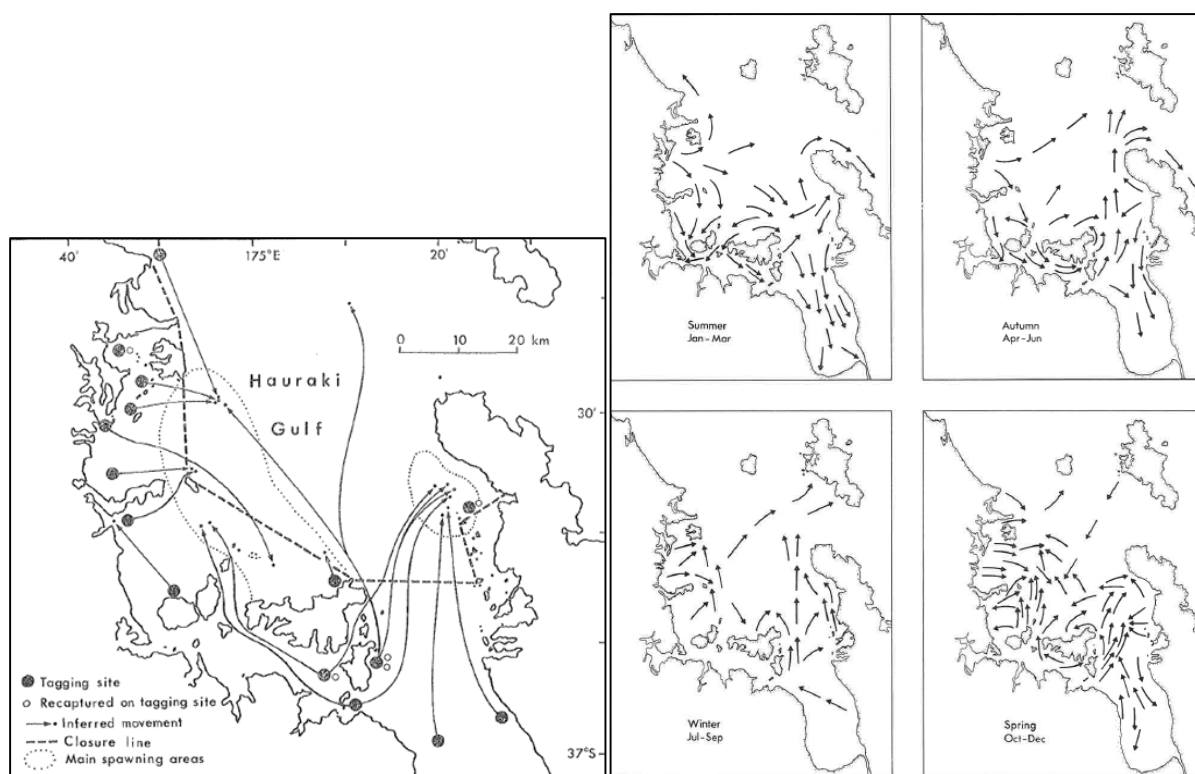 40'
175°E
20'
0
10
20 km
Hauraki
Gulf
30'
37°S
Tagging site
Recaptured on tagging site
Inferred movement
Closure line
Main spawning areas
Summer
Jan-Mar
Autumn
Apr-Jun
Winter
Jul-Sep
Spring
Oct-Dec